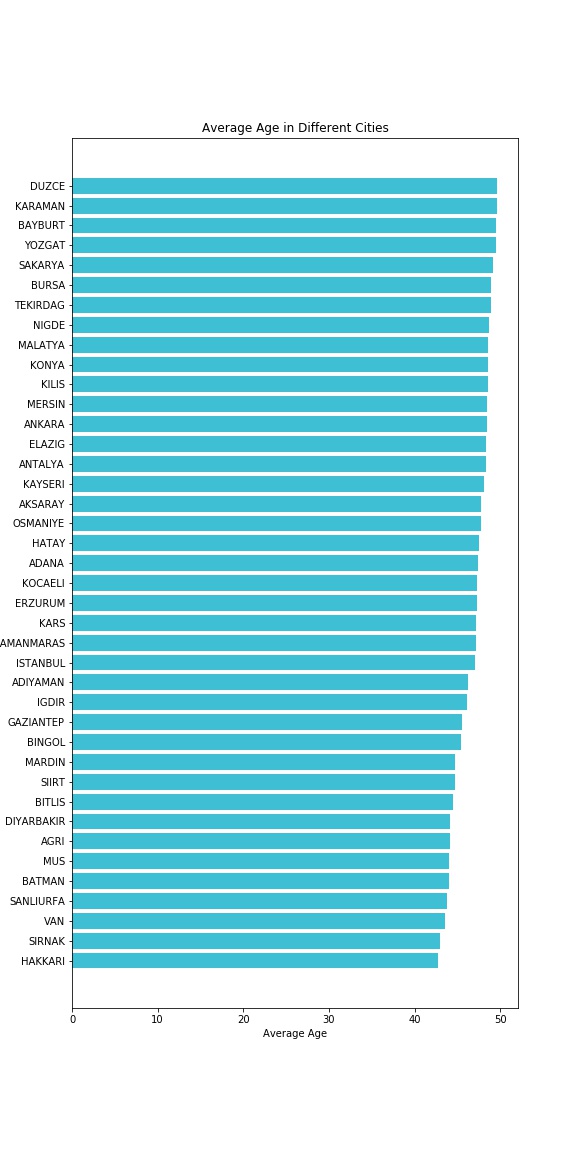 Average Age in Different Cities
DUZCE
KARAMAN
BAYBURT
YOZGAT
SAKARYA
BURSA
TEKIRDAG
NIGDE
MALATYA
KONYA
KILIS
MERSIN
ANKARA
ELAZIG
ANTALYA
KAYSERI
AKSARAY
OSMANIYE
HATAY
ADANA
KOCAELI
ERZURUM
KARS
AMANMARAS
ISTANBUL
ADIYAMAN
IGDIR
GAZIANTEP
BINGOL
MARDIN
SIIRT
BITLIS
DIYARBAKIR
AGRI
MUS
BATMAN
SANLIURFA
VAN
SIRNAK
HAKKARI
0 10 20 30 40 50
Average Age